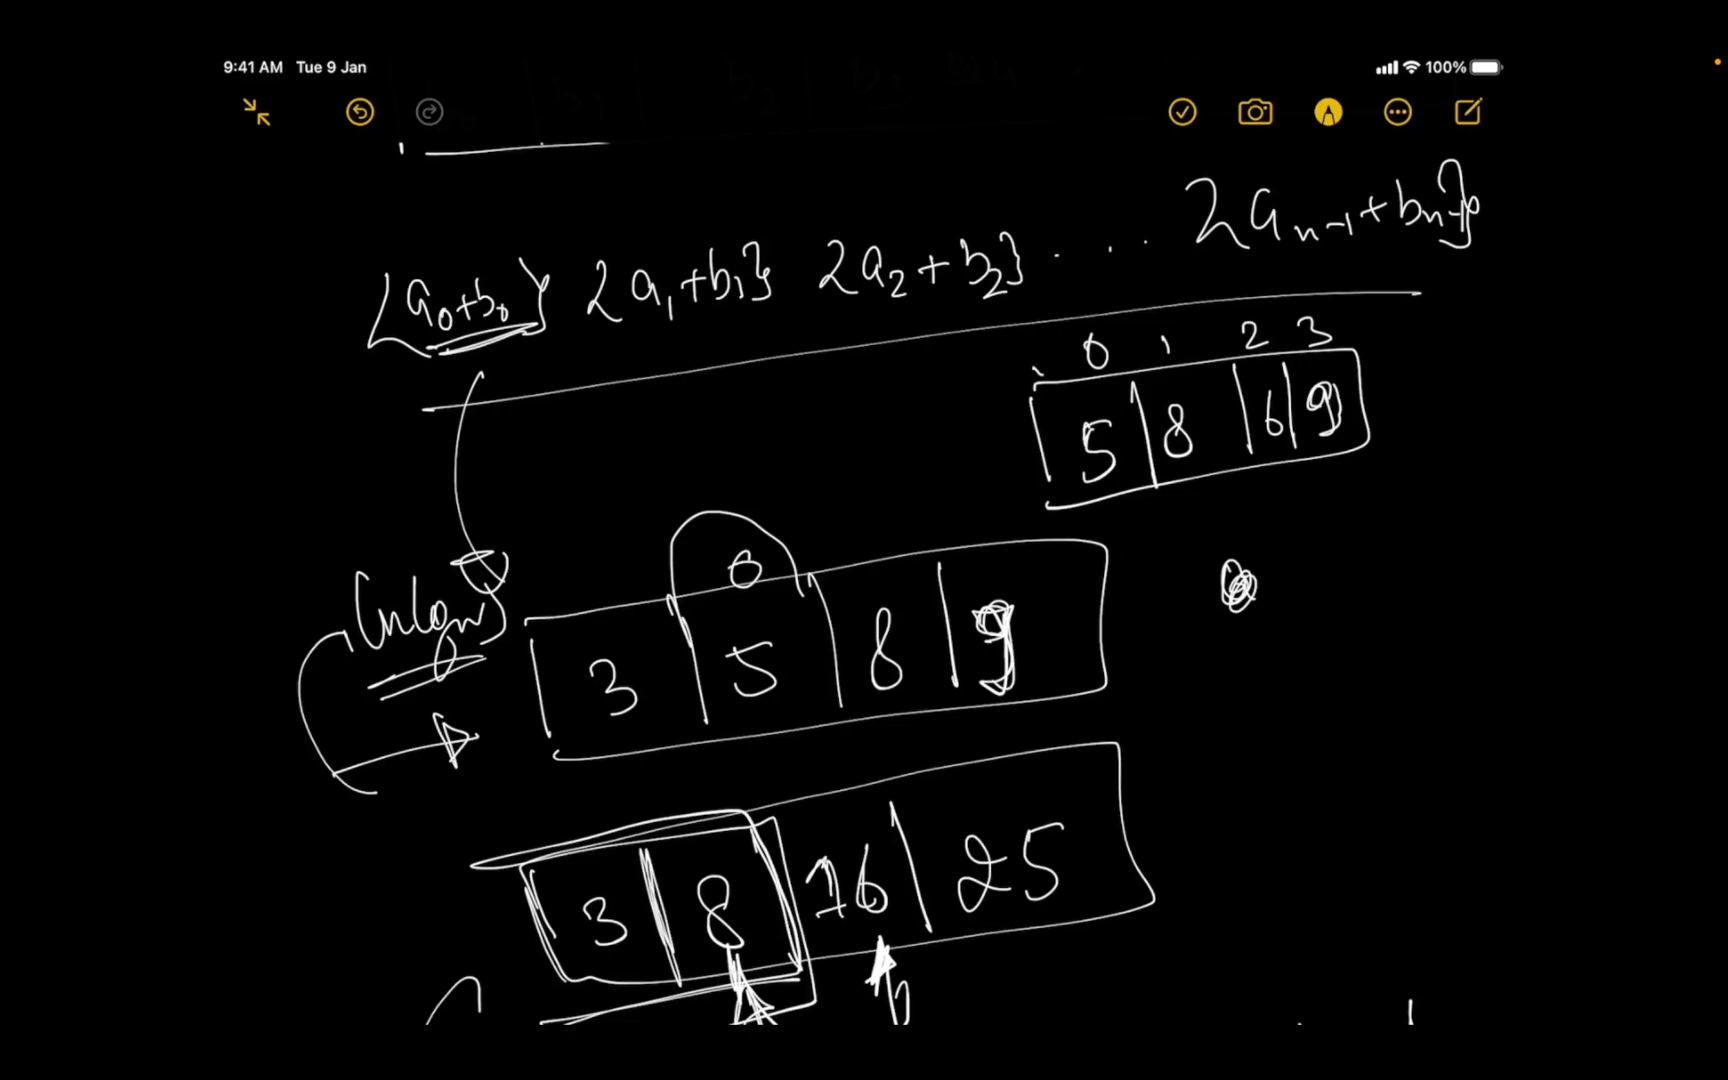 9:41 AM Tue 9 Jan 100%
{a₀+b₀} {a₁+b₁} {a₂+b₂} . . . {aₙ₋₁+bₙ₋₁}
0 1 2 3
5 8 6 9
0
(nlogn)
3 5 8 9
3 8 16 25